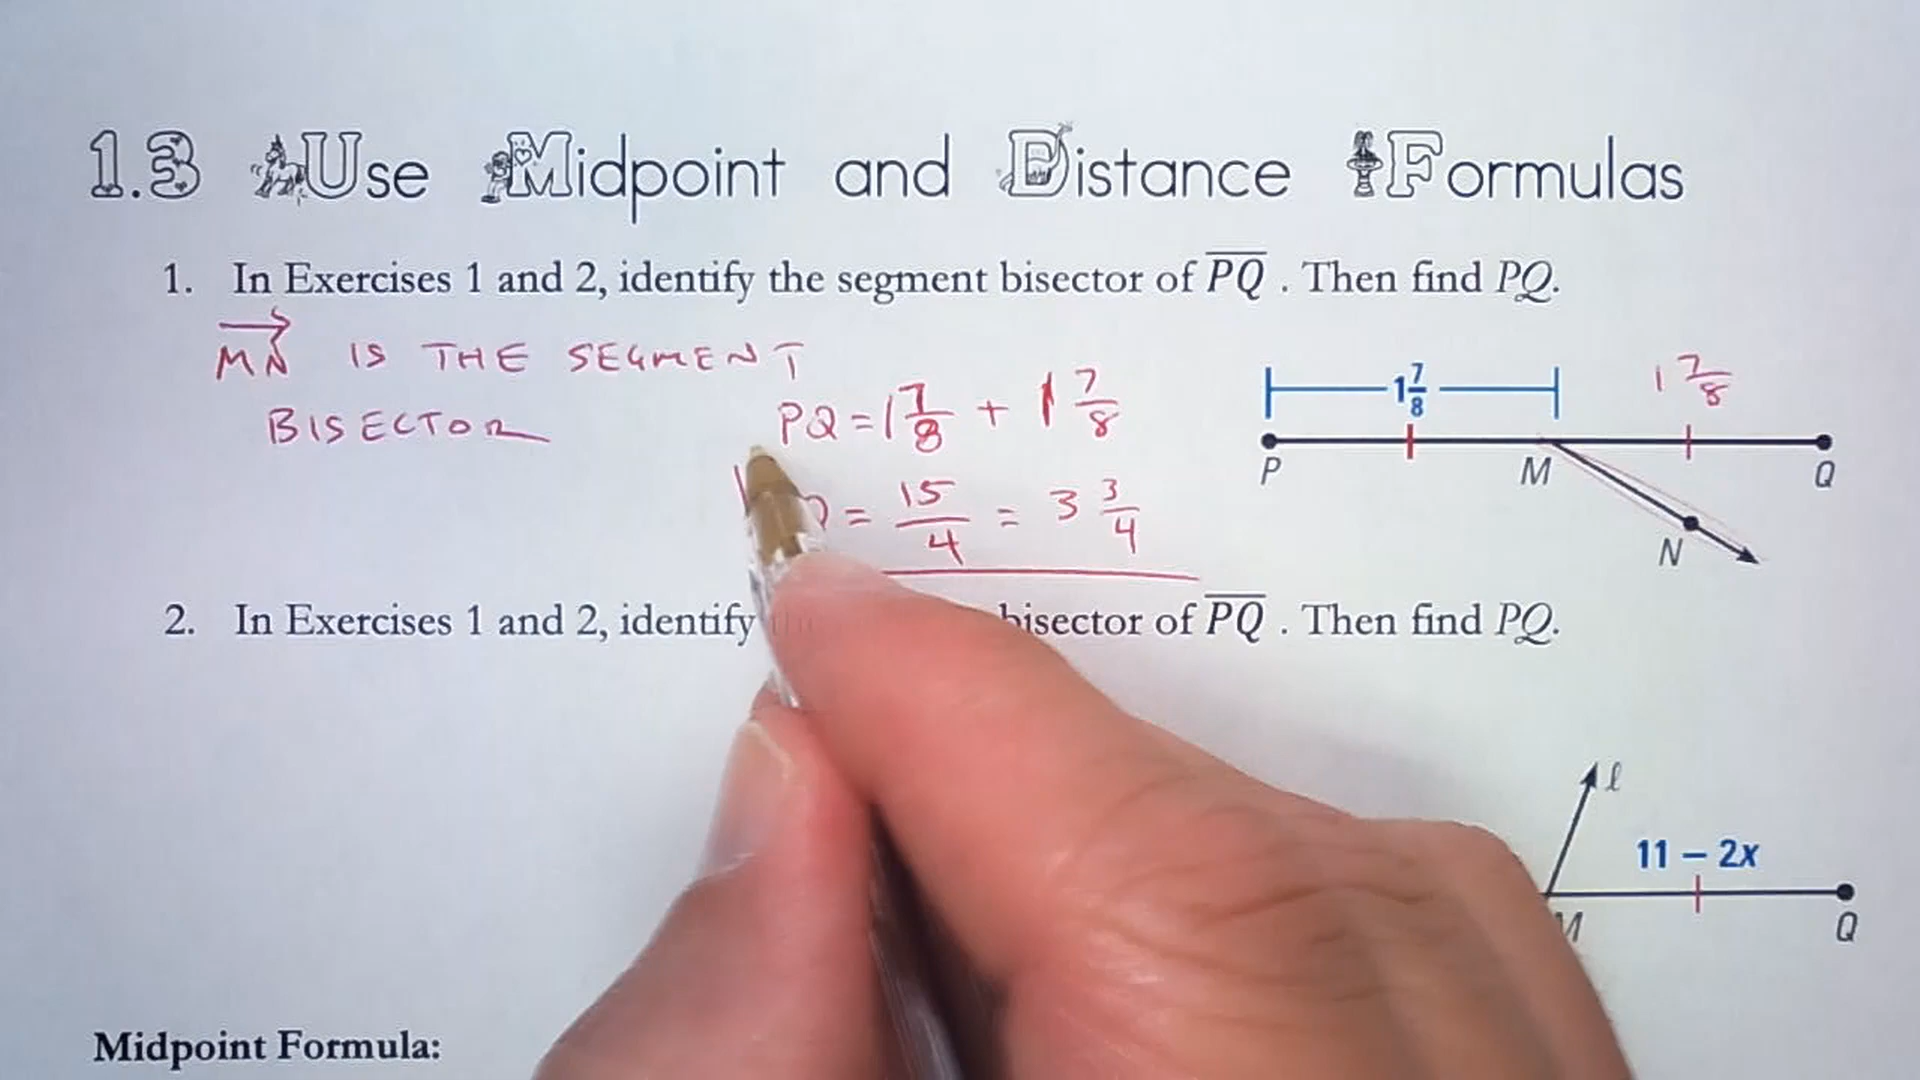 1.3 Use Midpoint and Distance Formulas
1. In Exercises 1 and 2, identify the segment bisector of PQ . Then find PQ.
MN IS THE SEGMENT
BISECTOR
PQ = 1 7/8 + 1 7/8
= 15/4 = 3 3/4
1 7/8
1 7/8
P
M
Q
N
2. In Exercises 1 and 2, identify bisector of PQ . Then find PQ.
ℓ
11 – 2x
M
Q
Midpoint Formula: